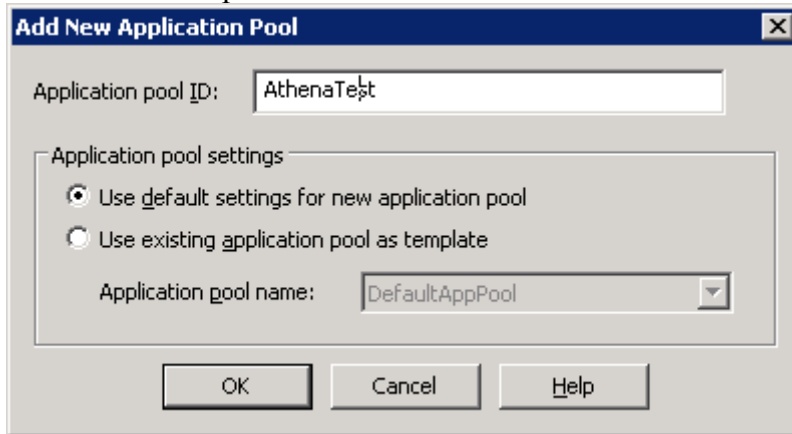 Add New Application Pool
Application pool ID: AthenaTest
Application pool settings
Use default settings for new application pool
Use existing application pool as template
Application pool name: DefaultAppPool
OK Cancel Help